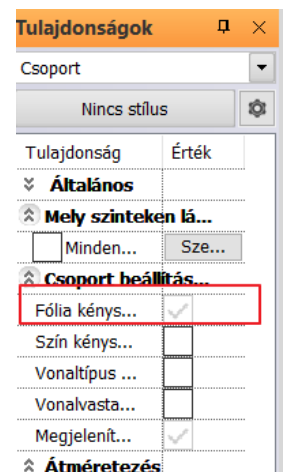 Tulajdonságok
Csoport
Nincs stílus
Tulajdonság Érték
Általános
Mely szinteken lá...
Minden... Sze...
Csoport beállítás...
Fólia kénys...
Szín kénys...
Vonaltípus ...
Vonalvasta...
Megjelenít...
Átméretezés